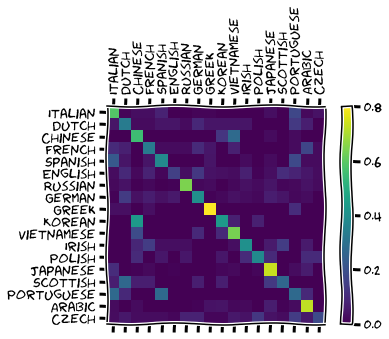 ITALIAN
DUTCH
CHINESE
FRENCH
SPANISH
ENGLISH
RUSSIAN
GERMAN
GREEK
KOREAN
VIETNAMESE
IRISH
POLISH
JAPANESE
SCOTTISH
PORTUGUESE
ARABIC
CZECH
ITALIAN
DUTCH
CHINESE
FRENCH
SPANISH
ENGLISH
RUSSIAN
GERMAN
GREEK
KOREAN
VIETNAMESE
IRISH
POLISH
JAPANESE
SCOTTISH
PORTUGUESE
ARABIC
CZECH
0.8
0.6
0.4
0.2
0.0